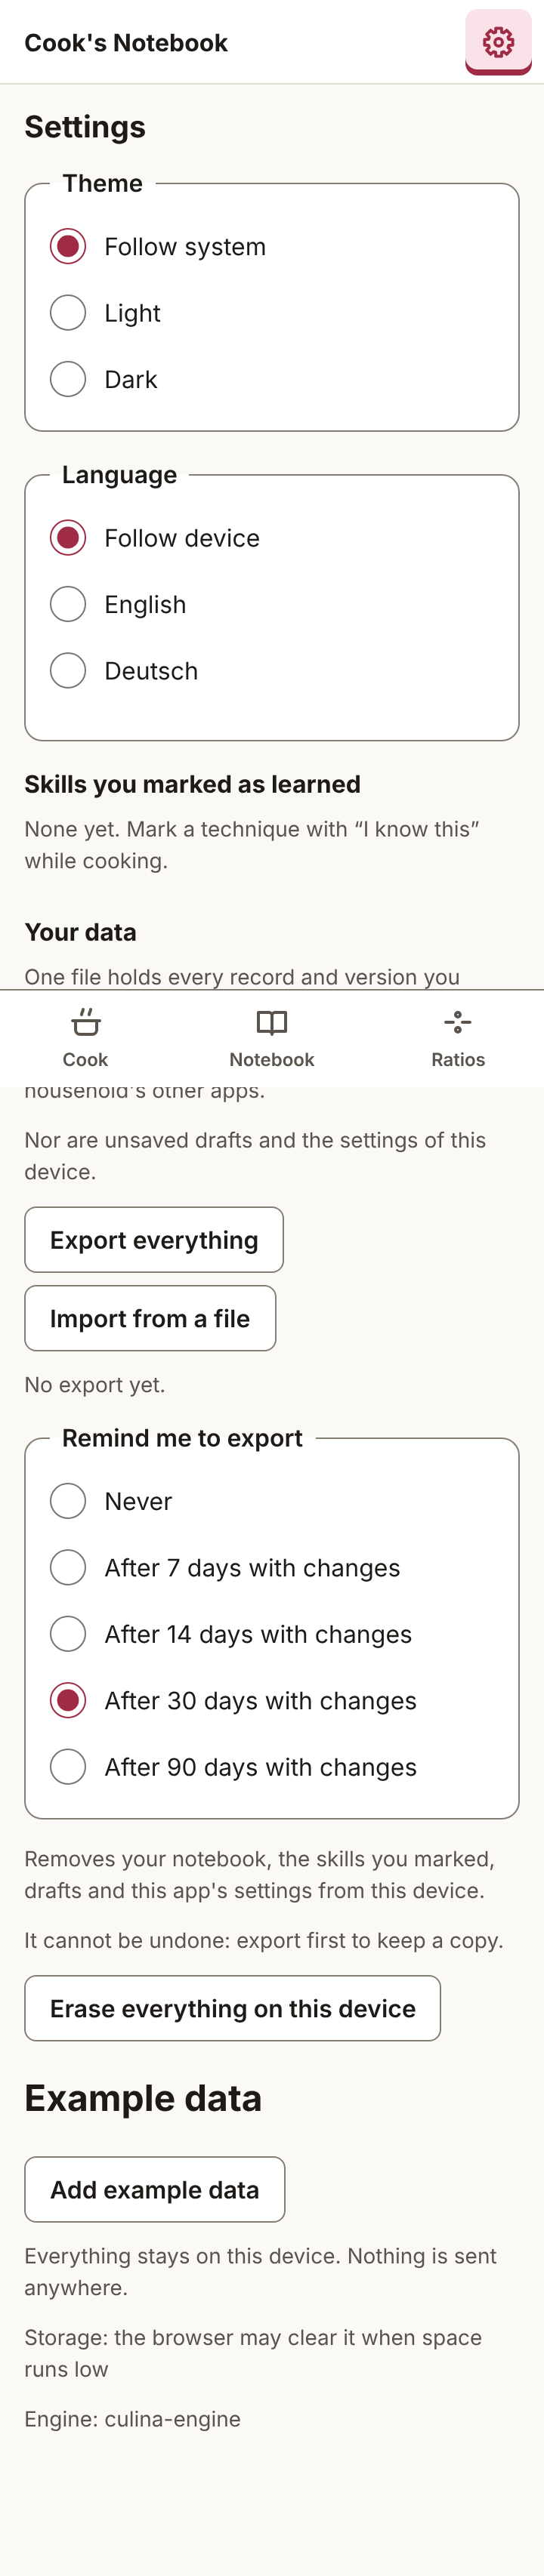 Cook's Notebook
Settings
Theme
Follow system
Light
Dark
Language
Follow device
English
Deutsch
Skills you marked as learned
None yet. Mark a technique with “I know this”
while cooking.
Your data
One file holds every record and version you
Cook
Notebook
Ratios
household's other apps.
Nor are unsaved drafts and the settings of this
device.
Export everything
Import from a file
No export yet.
Remind me to export
Never
After 7 days with changes
After 14 days with changes
After 30 days with changes
After 90 days with changes
Removes your notebook, the skills you marked,
drafts and this app's settings from this device.
It cannot be undone: export first to keep a copy.
Erase everything on this device
Example data
Add example data
Everything stays on this device. Nothing is sent
anywhere.
Storage: the browser may clear it when space
runs low
Engine: culina-engine